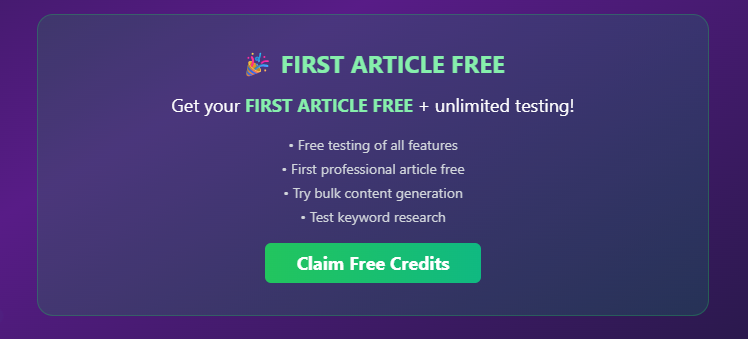 🎉 FIRST ARTICLE FREE
Get your FIRST ARTICLE FREE + unlimited testing!
• Free testing of all features
• First professional article free
• Try bulk content generation
• Test keyword research
Claim Free Credits